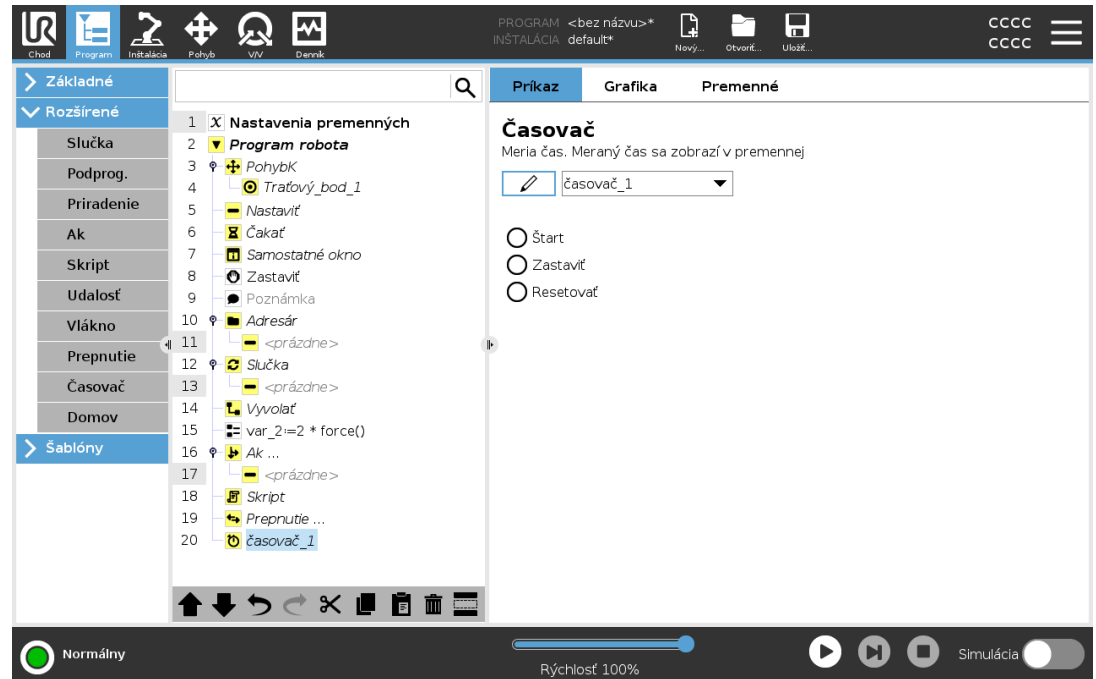 Chod
Program
Inštalácia
Pohyb
V/V
Denník
PROGRAM <bez názvu>*
INŠTALÁCIA default*
Nový...
Otvoriť...
Uložiť...
CCCC
CCCC
Základné
Rozšírené
Slučka
Podprog.
Priradenie
Ak
Skript
Udalosť
Vlákno
Prepnutie
Časovač
Domov
Šablóny
1 X Nastavenia premenných
2 Program robota
3 PohybK
4 Traťový_bod_1
5 Nastaviť
6 Čakať
7 Samostatné okno
8 Zastaviť
9 Poznámka
10 Adresár
11 <prázdne>
12 Slučka
13 <prázdne>
14 Vyvolať
15 var_2≔2 * force()
16 Ak ...
17 <prázdne>
18 Skript
19 Prepnutie ...
20 časovač_1
Príkaz
Grafika
Premenné
Časovač
Meria čas. Meraný čas sa zobrazí v premennej
časovač_1
Štart
Zastaviť
Resetovať
Normálny
Rýchlosť 100%
Simulácia